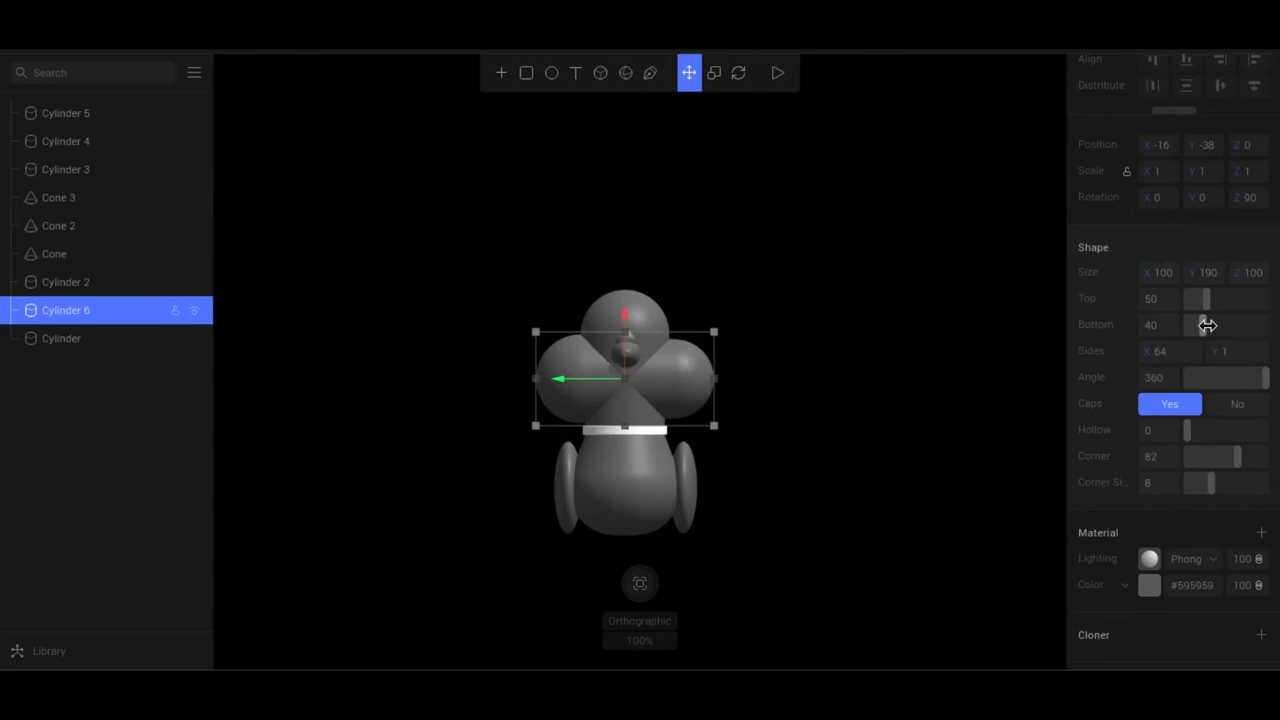 Search
Cylinder 5
Cylinder 4
Cylinder 3
Cone 3
Cone 2
Cone
Cylinder 2
Cylinder 6
Cylinder
Library
T
Orthographic
100%
Align
Distribute
Position X -16 Y -38 Z 0
Scale X 1 Y 1 Z 1
Rotation X 0 Y 0 Z 90
Shape
Size X 100 Y 190 Z 100
Top 50
Bottom 40
Sides X 64 Y 1
Angle 360
Caps Yes No
Hollow 0
Corner 82
Corner Si... 8
Material
Lighting Phong 100
Color #595959 100
Cloner